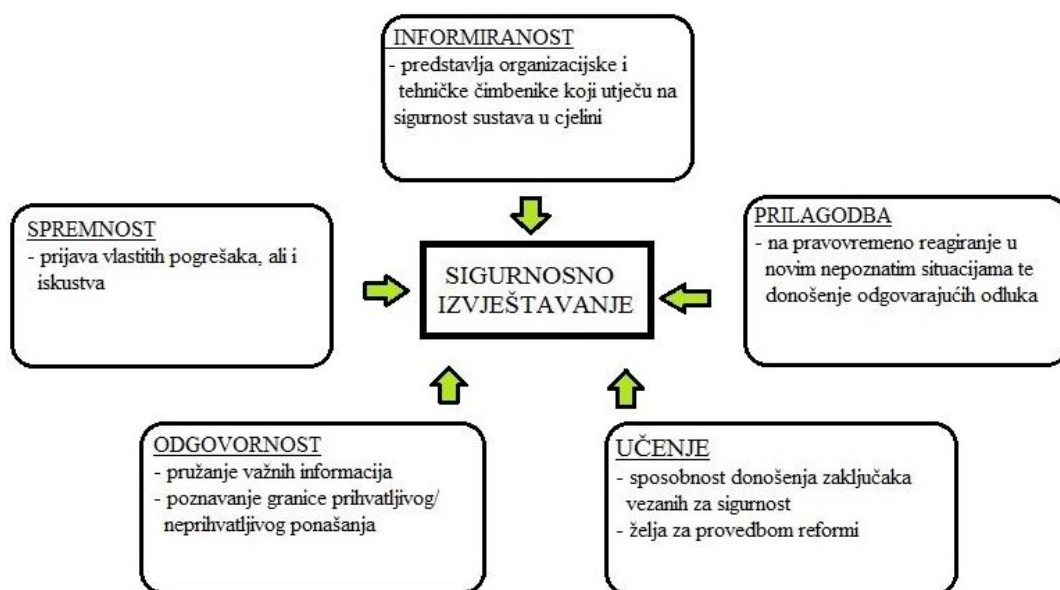 INFORMIRANOST
- predstavlja organizacijske i
tehničke čimbenike koji utječu na
sigurnost sustava u cjelini
SPREMNOST
- prijava vlastitih pogrešaka, ali i
iskustva
SIGURNOSNO
IZVJEŠTAVANJE
PRILAGODBA
- na pravovremeno reagiranje u
novim nepoznatim situacijama te
donošenje odgovarajućih odluka
ODGOVORNOST
- pružanje važnih informacija
- poznavanje granice prihvatljivog/
neprihvatljivog ponašanja
UČENJE
- sposobnost donošenja zaključaka
vezanih za sigurnost
- želja za provedbom reformi